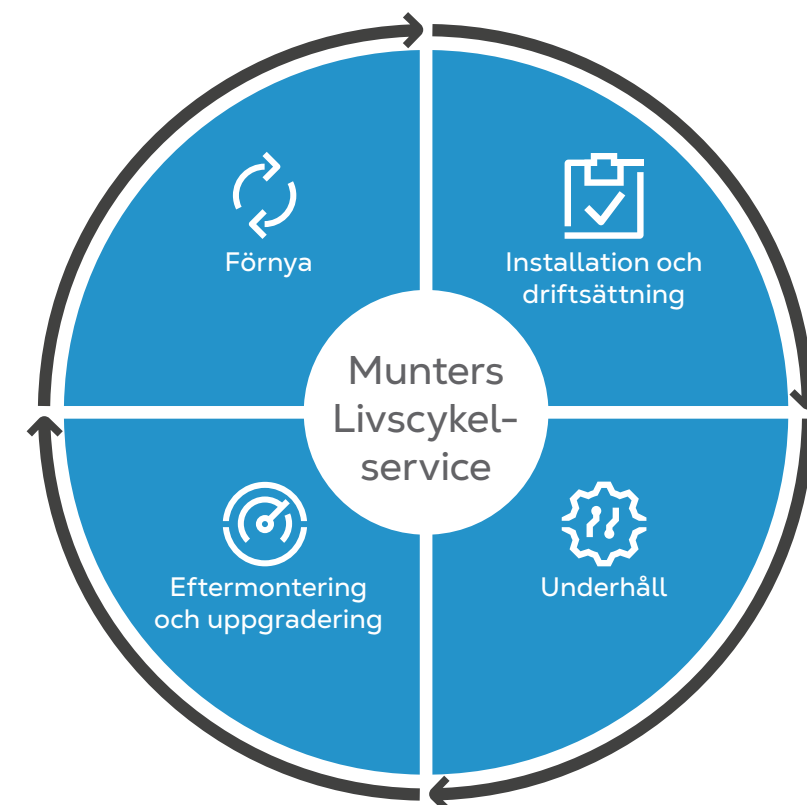 Förnya
Installation och
driftsättning
Munters
Livscykel-
service
Eftermontering
och uppgradering
Underhåll